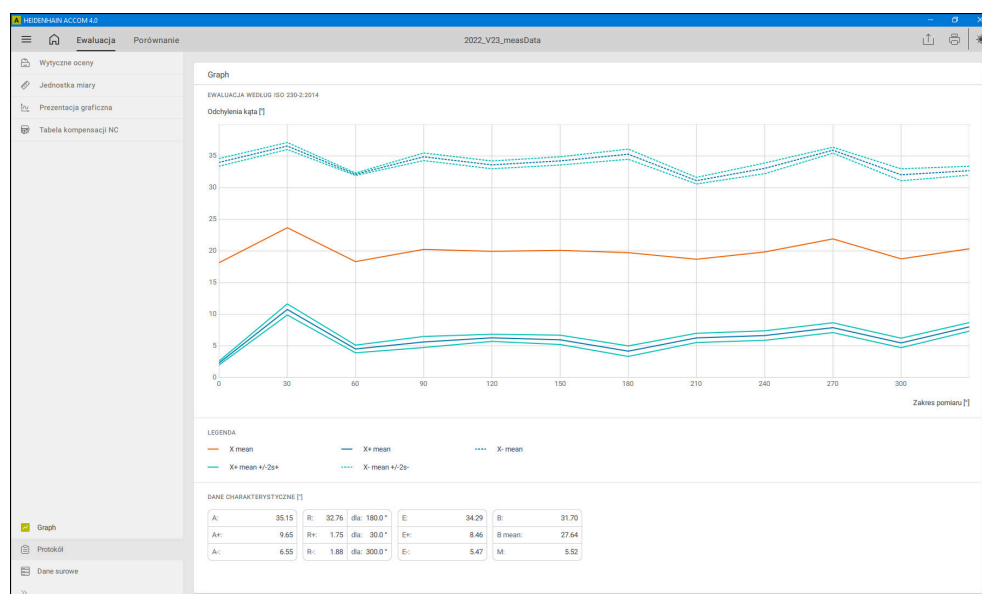 HEIDENHAIN ACCOM 4.0
Ewaluacja Porównanie 2022_V23_measData
Wytyczne oceny
Jednostka miary
Prezentacja graficzna
Tabela kompensacji NC
Graph
EWALUACJA WEDŁUG ISO 230-2:2014
Odchylenia kąta ["]
35
30
25
20
15
10
5
0
0 30 60 90 120 150 180 210 240 270 300
Zakres pomiaru [°]
LEGENDA
X mean X+ mean X- mean
X+ mean +/-2s+ X- mean +/-2s-
DANE CHARAKTERYSTYCZNE ["]
A: 35.15 R: 32.76 dla: 180.0 ° E: 34.29 B: 31.70
A+: 9.65 R+: 1.75 dla: 30.0 ° E+: 8.46 B mean: 27.64
A-: 6.55 R-: 1.88 dla: 300.0 ° E-: 5.47 M: 5.52
Graph
Protokół
Dane surowe